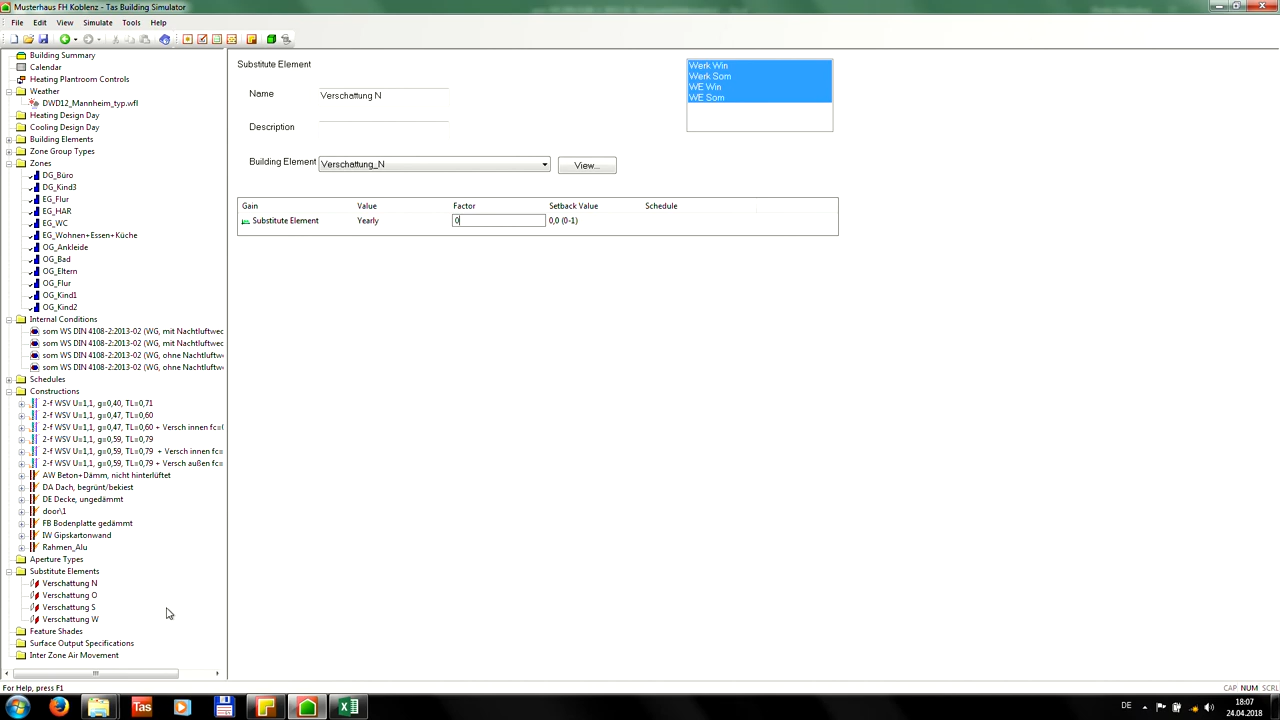 Musterhaus FH Koblenz - Tas Building Simulator
File Edit View Simulate Tools Help
Building Summary
Calendar
Heating Plantroom Controls
Weather
DWD12_Mannheim_typ.wfl
Heating Design Day
Cooling Design Day
Building Elements
Zone Group Types
Zones
DG_Büro
DG_Kind3
EG_Flur
EG_HAR
EG_WC
EG_Wohnen+Essen+Küche
OG_Ankleide
OG_Bad
OG_Eltern
OG_Flur
OG_Kind1
OG_Kind2
Internal Conditions
som WS DIN 4108-2:2013-02 (WG, mit Nachtluftwec
som WS DIN 4108-2:2013-02 (WG, mit Nachtluftwec
som WS DIN 4108-2:2013-02 (WG, ohne Nachtluftwe
som WS DIN 4108-2:2013-02 (WG, ohne Nachtluftwe
Schedules
Constructions
2-f WSV U=1,1, g=0,40, TL=0,71
2-f WSV U=1,1, g=0,47, TL=0,60
2-f WSV U=1,1, g=0,47, TL=0,60 + Versch innen fc=
2-f WSV U=1,1, g=0,59, TL=0,79
2-f WSV U=1,1, g=0,59, TL=0,79 + Versch innen fc=
2-f WSV U=1,1, g=0,59, TL=0,79 + Versch außen fc=
AW Beton+Dämm, nicht hinterlüftet
DA Dach, begrünt/bekiest
DE Decke, ungedämmt
door\1
FB Bodenplatte gedämmt
IW Gipskartonwand
Rahmen_Alu
Aperture Types
Substitute Elements
Verschattung N
Verschattung O
Verschattung S
Verschattung W
Feature Shades
Surface Output Specifications
Inter Zone Air Movement
Substitute Element
Name Verschattung N
Description
Building Element Verschattung_N View...
Werk Win
Werk Som
WE Win
WE Som
Gain Value Factor Setback Value Schedule
Substitute Element Yearly 0 0,0 (0-1)
For Help, press F1
CAP NUM SCRL
Tas
DE
18:07
24.04.2018